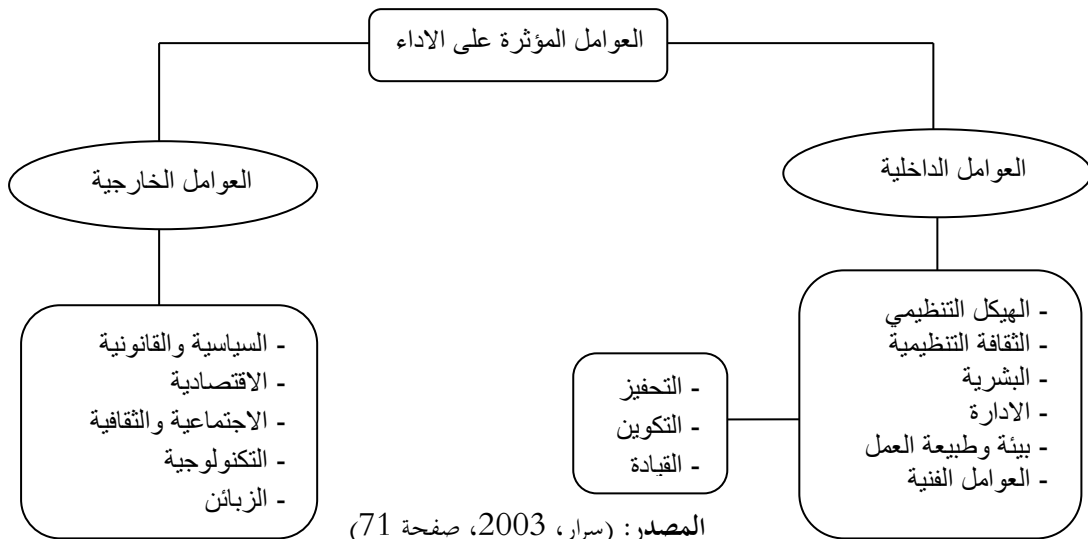 العوامل المؤثرة على الاداء
العوامل الداخلية
العوامل الخارجية
- الهيكل التنظيمي
- الثقافة التنظيمية
- البشرية
- الادارة
- بيئة وطبيعة العمل
- العوامل الفنية
- التحفيز
- التكوين
- القيادة
- السياسية والقانونية
- الاقتصادية
- الاجتماعية والثقافية
- التكنولوجية
- الزبائن
المصدر: (سرار، 2003، صفحة 71)